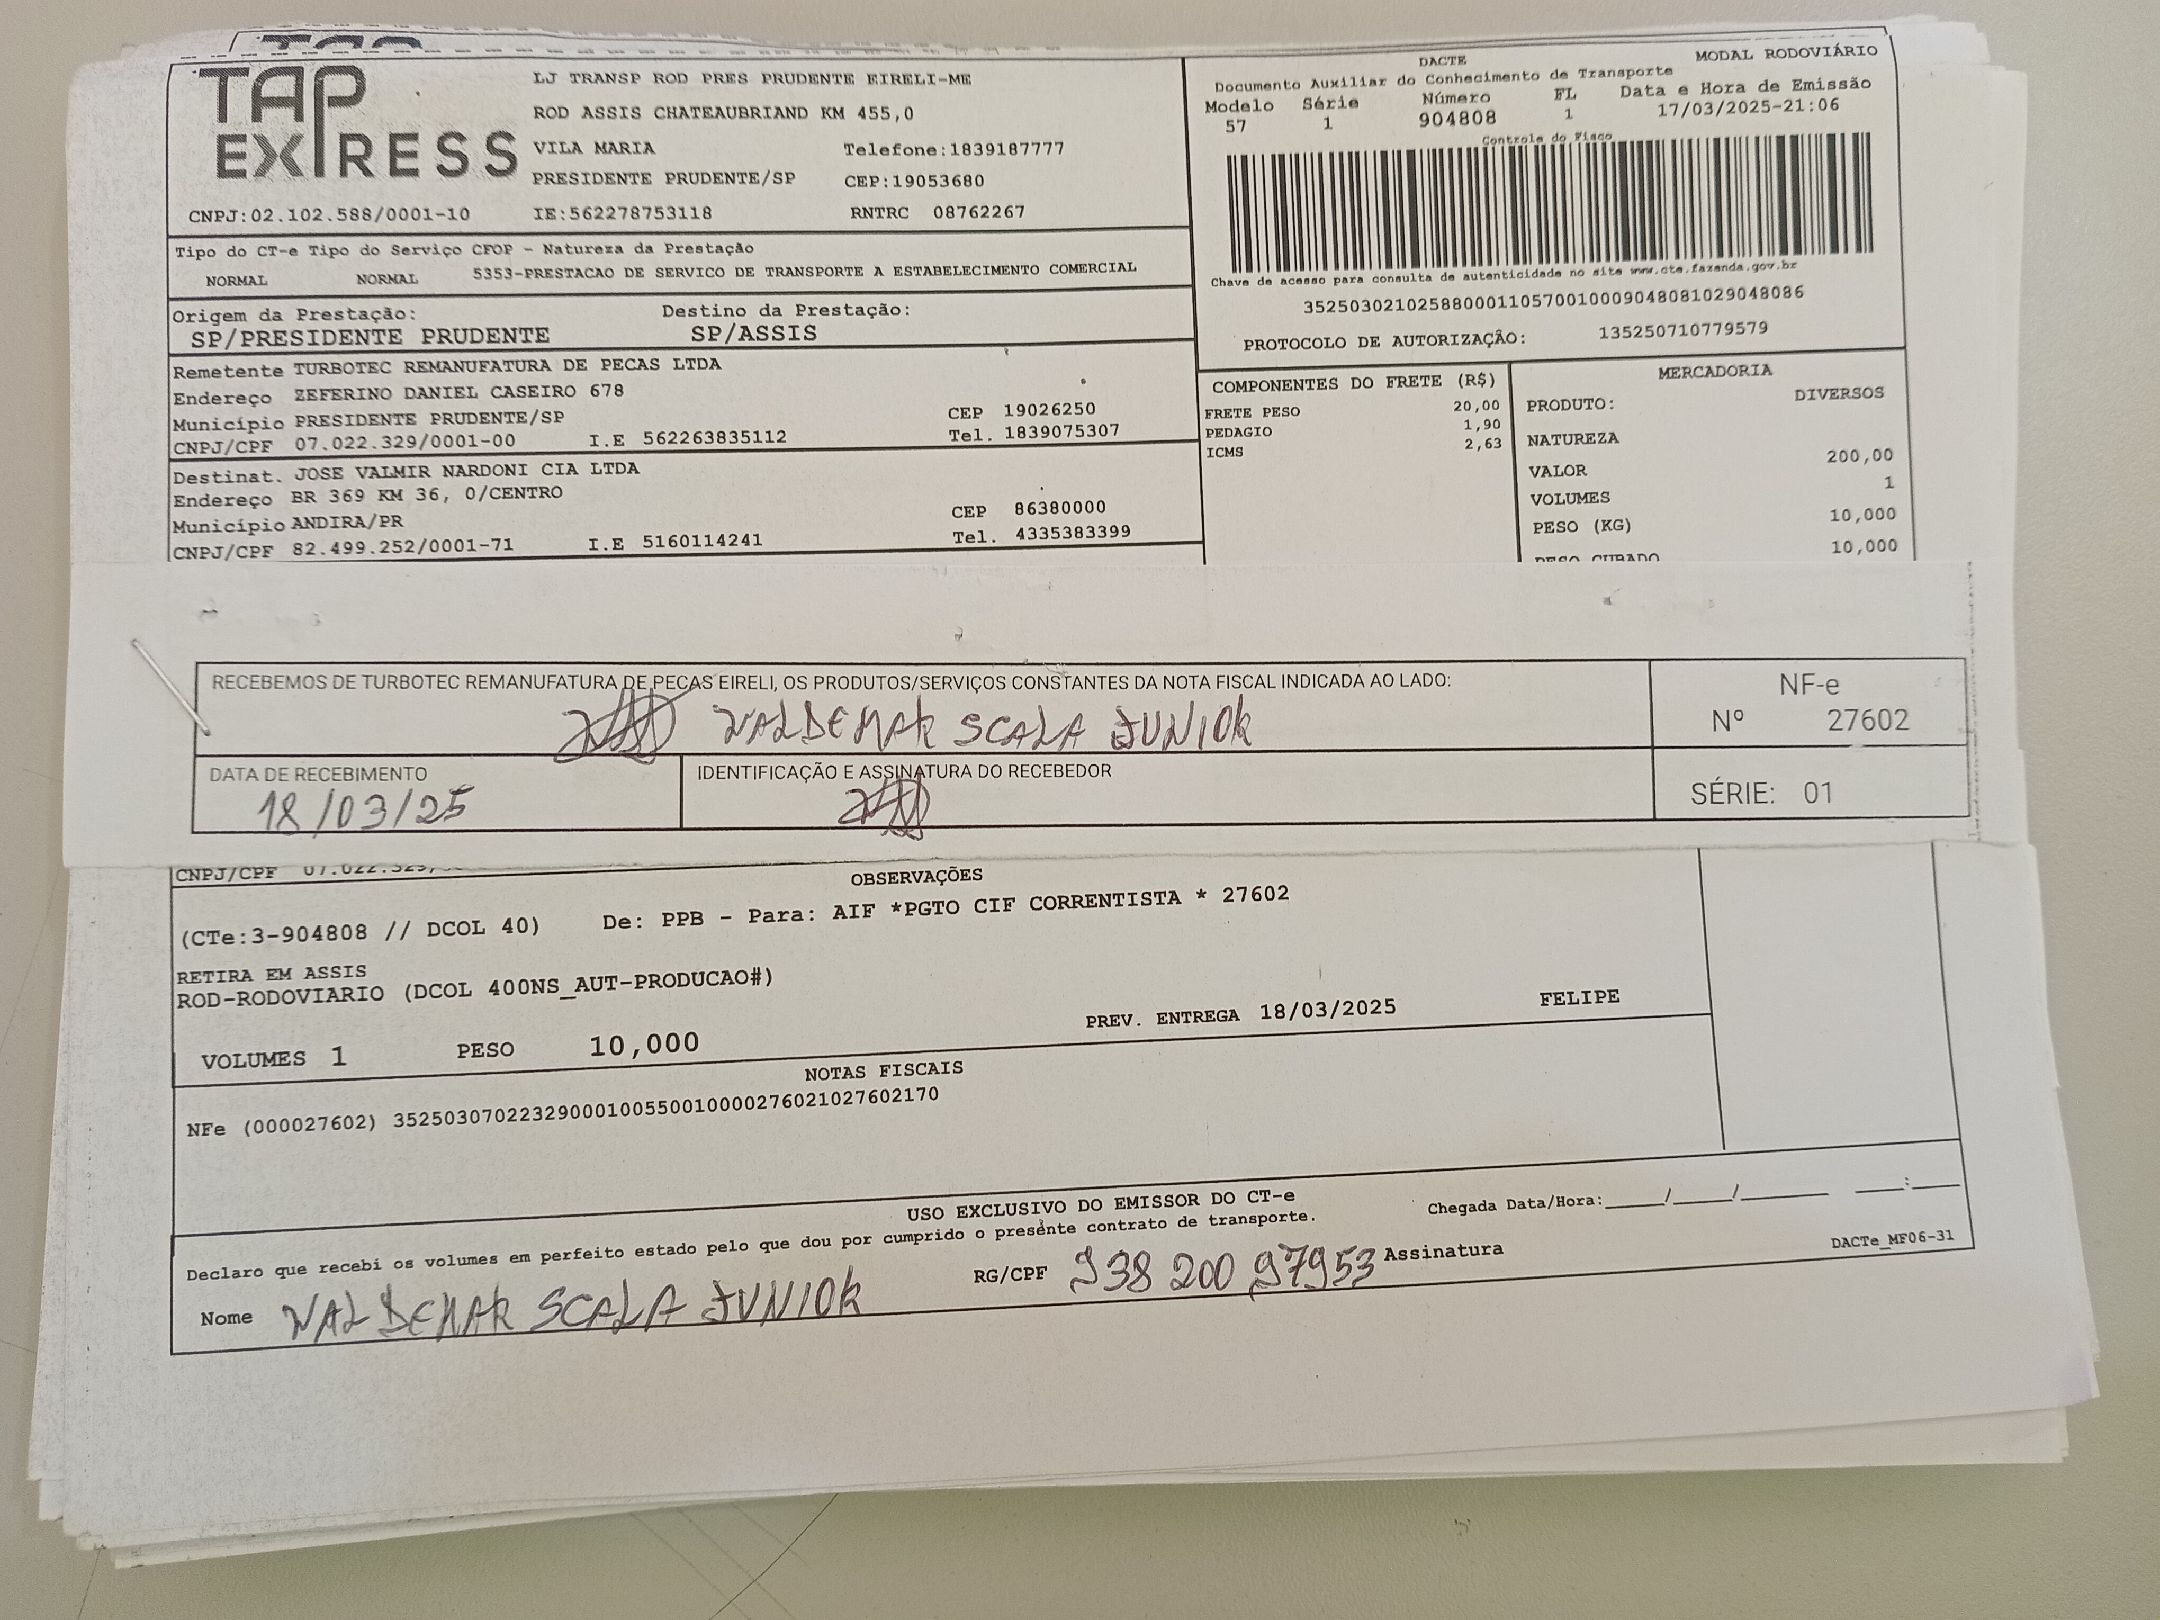 TAP EXPRESS
LJ TRANSP ROD PRES PRUDENTE EIRELI-ME
ROD ASSIS CHATEAUBRIAND KM 455,0
VILA MARIA Telefone:1839187777
PRESIDENTE PRUDENTE/SP CEP:19053680
CNPJ:02.102.588/0001-10 IE:562278753118 RNTRC 08762267
DACTE MODAL RODOVIÁRIO
Documento Auxiliar do Conhecimento de Transporte
Modelo Série Número FL Data e Hora de Emissão
57 1 904808 1 17/03/2025-21:06
Controle do Fisco
Chave de acesso para consulta de autenticidade no site www.cte.fazenda.gov.br
35250302102588000110570010009048081029048086
PROTOCOLO DE AUTORIZAÇÃO: 135250710779579
Tipo do CT-e Tipo do Serviço CFOP - Natureza da Prestação
NORMAL NORMAL 5353-PRESTACAO DE SERVICO DE TRANSPORTE A ESTABELECIMENTO COMERCIAL
Origem da Prestação: Destino da Prestação:
SP/PRESIDENTE PRUDENTE SP/ASSIS
Remetente TURBOTEC REMANUFATURA DE PECAS LTDA
Endereço ZEFERINO DANIEL CASEIRO 678
Município PRESIDENTE PRUDENTE/SP CEP 19026250
CNPJ/CPF 07.022.329/0001-00 I.E 562263835112 Tel. 1839075307
Destinat. JOSE VALMIR NARDONI CIA LTDA
Endereço BR 369 KM 36, 0/CENTRO
Município ANDIRA/PR CEP 86380000
CNPJ/CPF 82.499.252/0001-71 I.E 5160114241 Tel. 4335383399
COMPONENTES DO FRETE (R$)
FRETE PESO 20,00
PEDAGIO 1,90
ICMS 2,63
MERCADORIA
PRODUTO: DIVERSOS
NATUREZA
VALOR 200,00
VOLUMES 1
PESO (KG) 10,000
PESO CUBADO 10,000
RECEBEMOS DE TURBOTEC REMANUFATURA DE PECAS EIRELI, OS PRODUTOS/SERVIÇOS CONSTANTES DA NOTA FISCAL INDICADA AO LADO:
VALDEMAR SCALA JUNIOR
NF-e
Nº 27602
DATA DE RECEBIMENTO IDENTIFICAÇÃO E ASSINATURA DO RECEBEDOR
18/03/25
SÉRIE: 01
CNPJ/CPF 07.022.329/
OBSERVAÇÕES
(CTe:3-904808 // DCOL 40) De: PPB - Para: AIF *PGTO CIF CORRENTISTA * 27602
RETIRA EM ASSIS
ROD-RODOVIARIO (DCOL 400NS_AUT-PRODUCAO#)
PREV. ENTREGA 18/03/2025 FELIPE
VOLUMES 1 PESO 10,000
NOTAS FISCAIS
NFe (000027602) 35250307022329000100550010000276021027602170
USO EXCLUSIVO DO EMISSOR DO CT-e
Declaro que recebi os volumes em perfeito estado pelo que dou por cumprido o presente contrato de transporte.
Chegada Data/Hora:_____/_____/_______ ____:____
Nome VALDEMAR SCALA JUNIOR RG/CPF 938 200 97953 Assinatura
DACTe_MF06-31